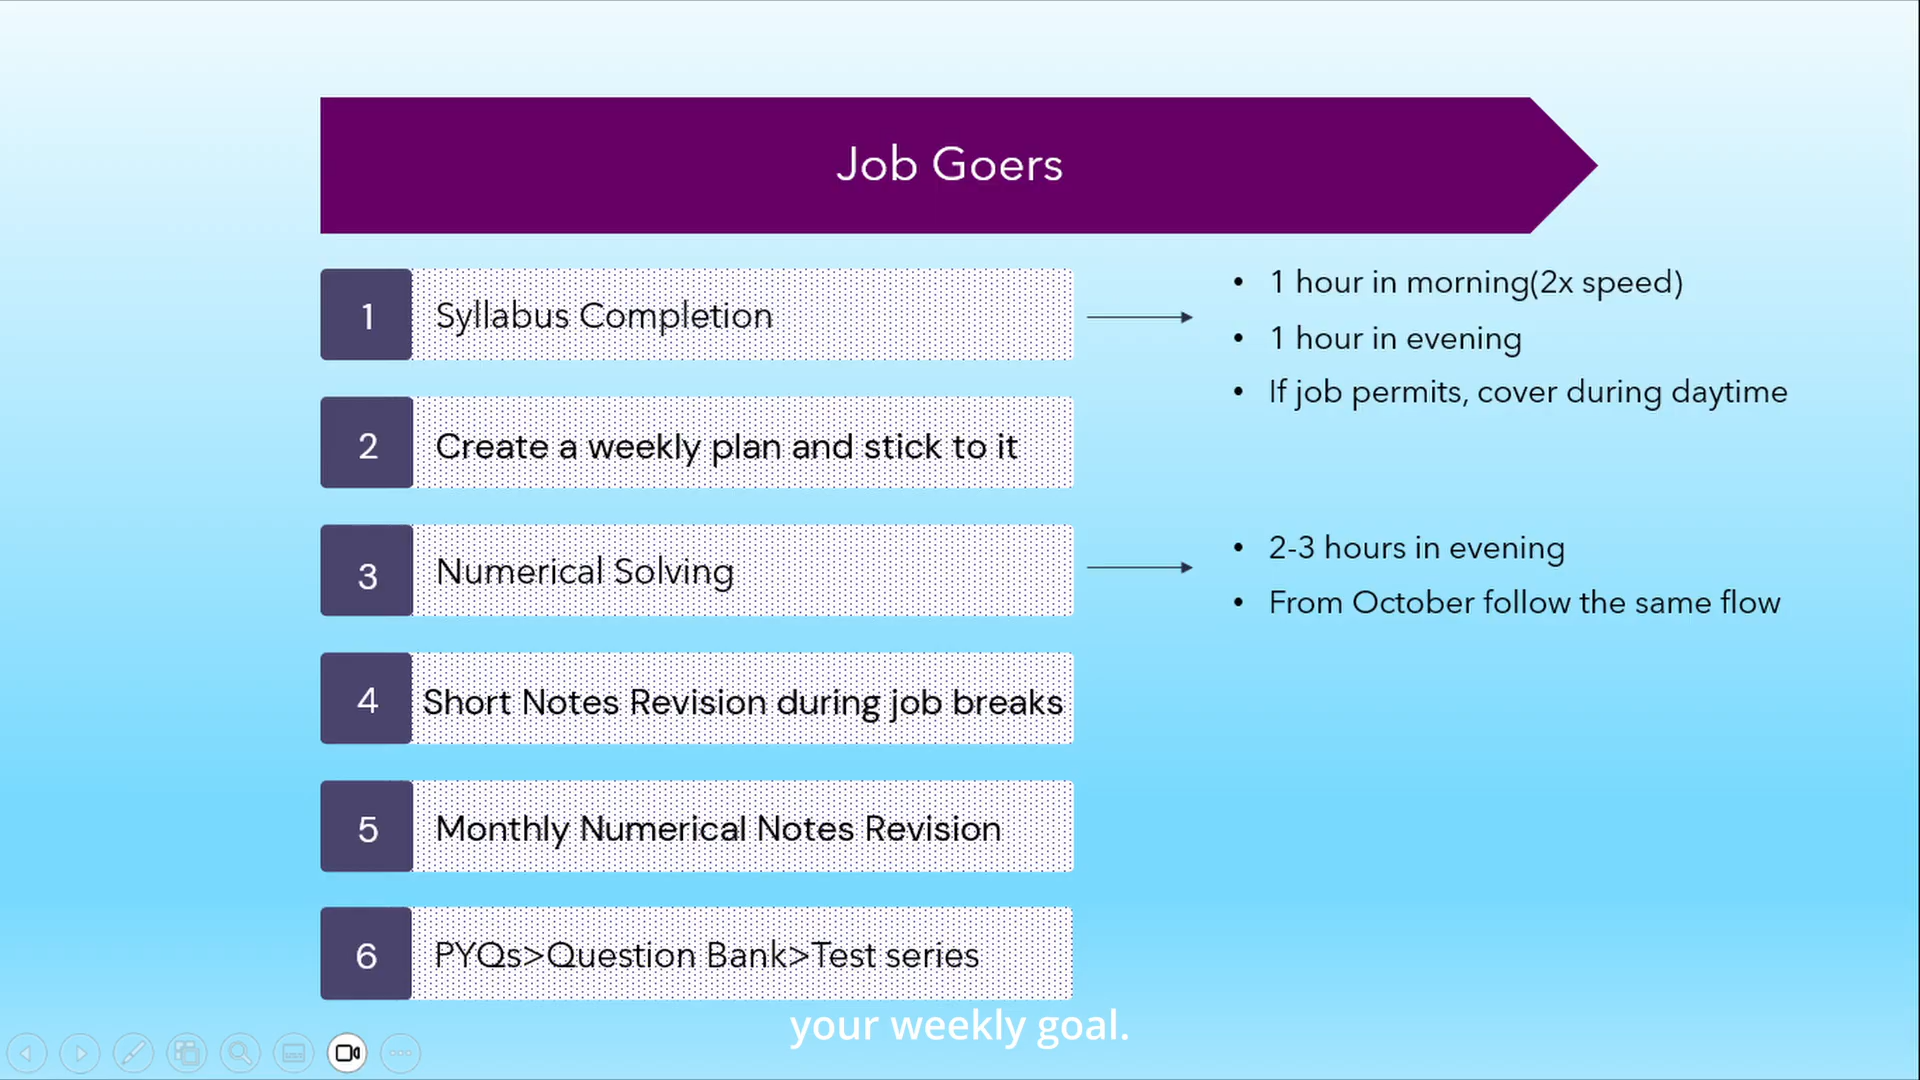 Job Goers
1 Syllabus Completion
• 1 hour in morning(2x speed)
• 1 hour in evening
• If job permits, cover during daytime
2 Create a weekly plan and stick to it
3 Numerical Solving
• 2-3 hours in evening
• From October follow the same flow
4 Short Notes Revision during job breaks
5 Monthly Numerical Notes Revision
6 PYQs>Question Bank>Test series
your weekly goal.